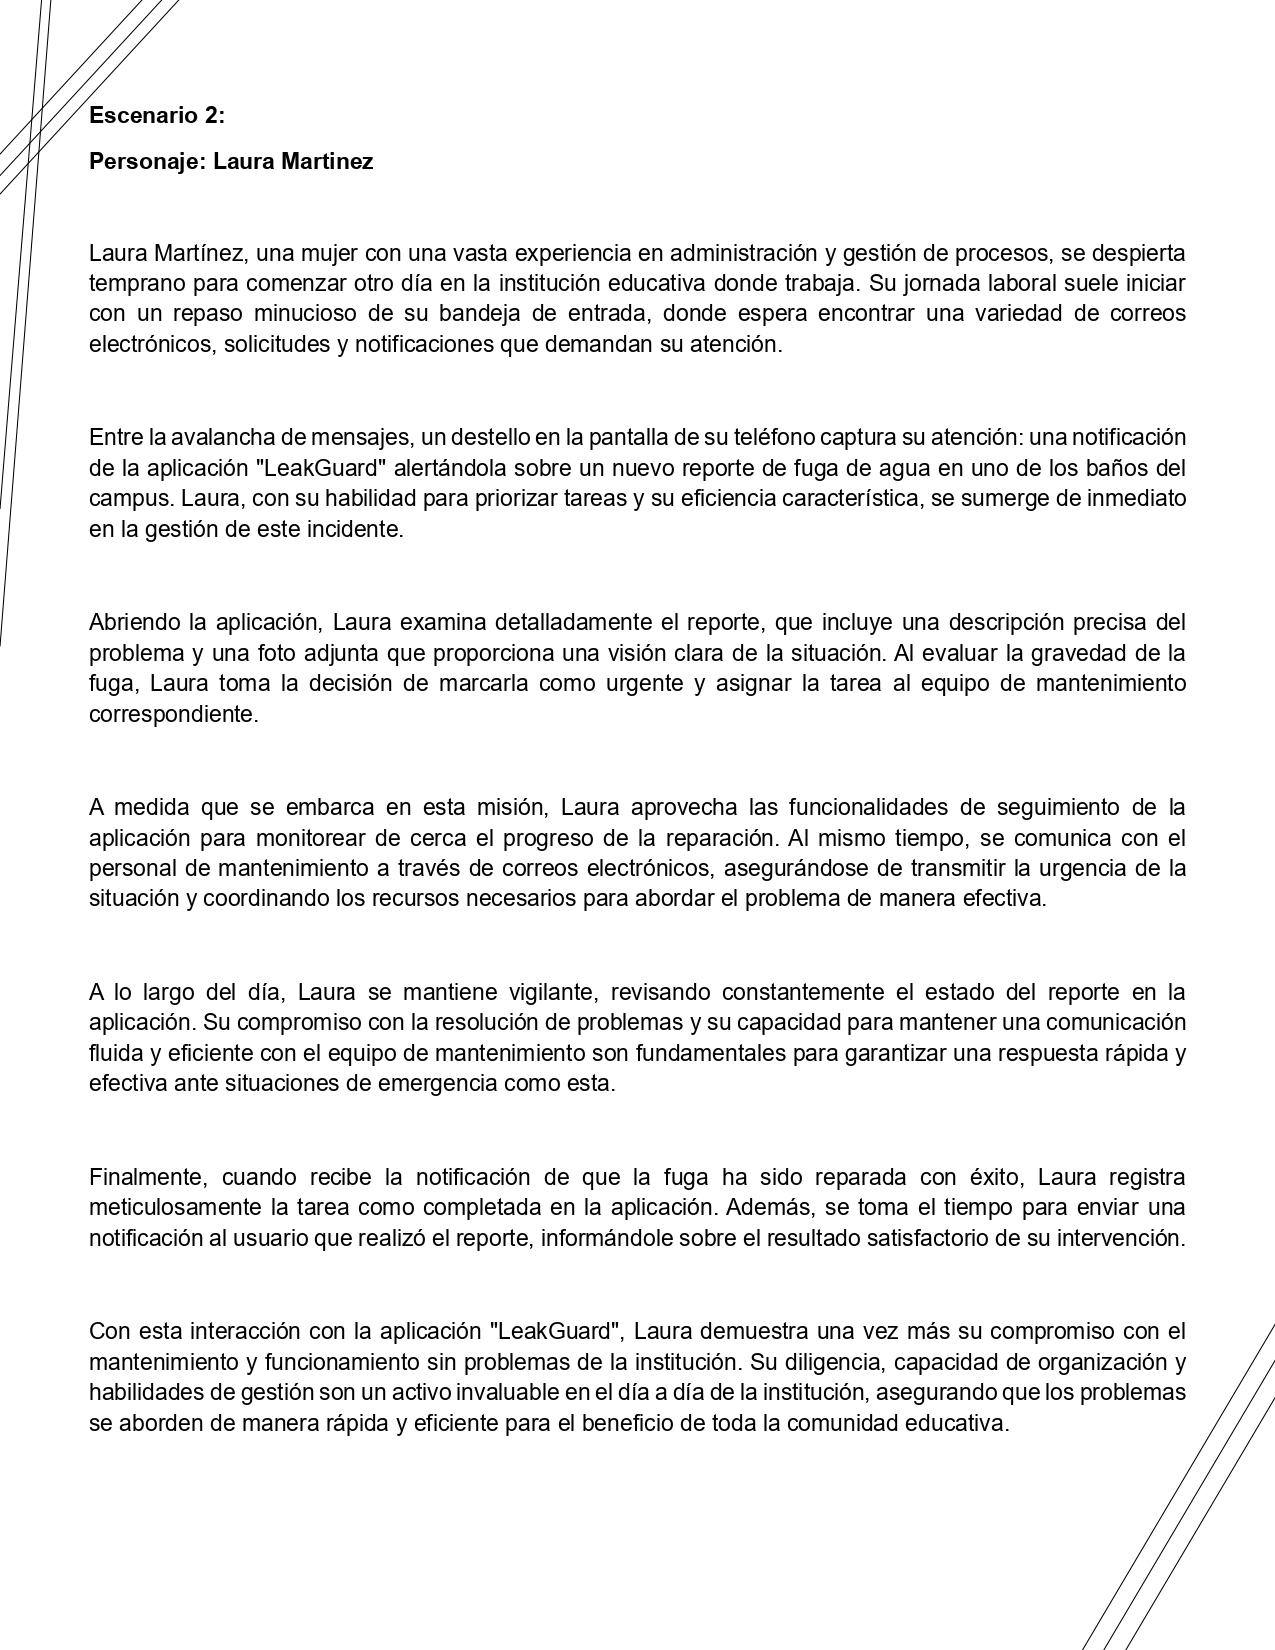 Escenario 2:
Personaje: Laura Martinez
Laura Martínez, una mujer con una vasta experiencia en administración y gestión de procesos, se despierta
temprano para comenzar otro día en la institución educativa donde trabaja. Su jornada laboral suele iniciar
con un repaso minucioso de su bandeja de entrada, donde espera encontrar una variedad de correos
electrónicos, solicitudes y notificaciones que demandan su atención.
Entre la avalancha de mensajes, un destello en la pantalla de su teléfono captura su atención: una notificación
de la aplicación "LeakGuard" alertándola sobre un nuevo reporte de fuga de agua en uno de los baños del
campus. Laura, con su habilidad para priorizar tareas y su eficiencia característica, se sumerge de inmediato
en la gestión de este incidente.
Abriendo la aplicación, Laura examina detalladamente el reporte, que incluye una descripción precisa del
problema y una foto adjunta que proporciona una visión clara de la situación. Al evaluar la gravedad de la
fuga, Laura toma la decisión de marcarla como urgente y asignar la tarea al equipo de mantenimiento
correspondiente.
A medida que se embarca en esta misión, Laura aprovecha las funcionalidades de seguimiento de la
aplicación para monitorear de cerca el progreso de la reparación. Al mismo tiempo, se comunica con el
personal de mantenimiento a través de correos electrónicos, asegurándose de transmitir la urgencia de la
situación y coordinando los recursos necesarios para abordar el problema de manera efectiva.
A lo largo del día, Laura se mantiene vigilante, revisando constantemente el estado del reporte en la
aplicación. Su compromiso con la resolución de problemas y su capacidad para mantener una comunicación
fluida y eficiente con el equipo de mantenimiento son fundamentales para garantizar una respuesta rápida y
efectiva ante situaciones de emergencia como esta.
Finalmente, cuando recibe la notificación de que la fuga ha sido reparada con éxito, Laura registra
meticulosamente la tarea como completada en la aplicación. Además, se toma el tiempo para enviar una
notificación al usuario que realizó el reporte, informándole sobre el resultado satisfactorio de su intervención.
Con esta interacción con la aplicación "LeakGuard", Laura demuestra una vez más su compromiso con el
mantenimiento y funcionamiento sin problemas de la institución. Su diligencia, capacidad de organización y
habilidades de gestión son un activo invaluable en el día a día de la institución, asegurando que los problemas
se aborden de manera rápida y eficiente para el beneficio de toda la comunidad educativa.